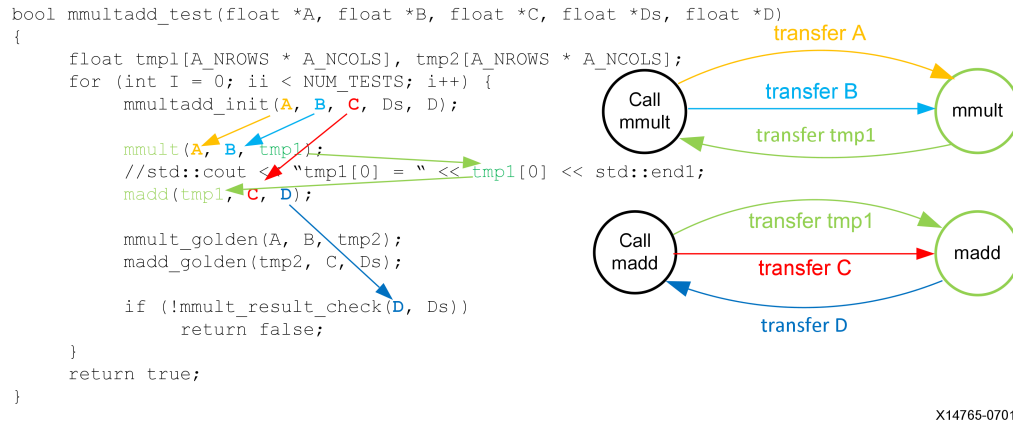 bool mmultadd_test(float *A, float *B, float *C, float *Ds, float *D)
{
float tmp1[A_NROWS * A_NCOLS], tmp2[A_NROWS * A_NCOLS];
for (int I = 0; ii < NUM_TESTS; i++) {
mmultadd_init(A, B, C, Ds, D);
mmult(A, B, tmp1);
//std::cout << “tmp1[0] = “ << tmp1[0] << std::end1;
madd(tmp1, C, D);
mmult_golden(A, B, tmp2);
madd_golden(tmp2, C, Ds);
if (!mmult_result_check(D, Ds))
return false;
}
return true;
}
transfer A
Call
mmult
transfer B
mmult
transfer tmp1
transfer tmp1
Call
madd
transfer C
madd
transfer D
X14765-0701